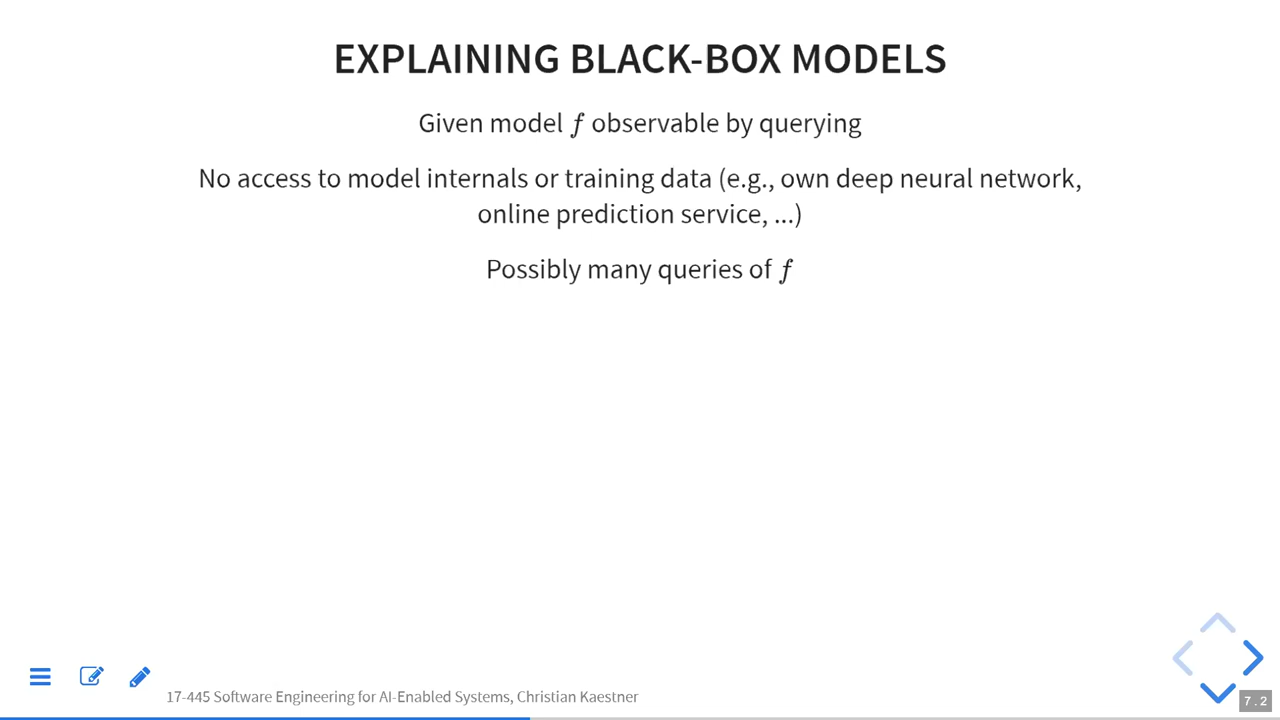 EXPLAINING BLACK-BOX MODELS
Given model f observable by querying
No access to model internals or training data (e.g., own deep neural network,
online prediction service, ...)
Possibly many queries of f
17-445 Software Engineering for AI-Enabled Systems, Christian Kaestner
7 . 2